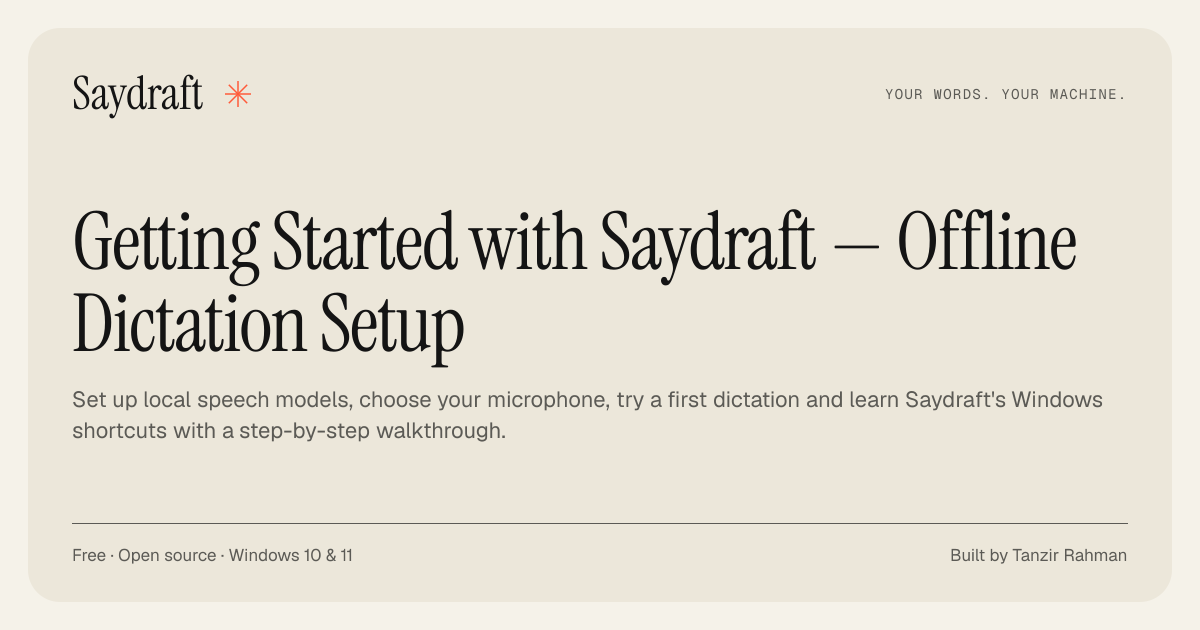 Saydraft
YOUR WORDS. YOUR MACHINE.
Getting Started with Saydraft — Offline
Dictation Setup
Set up local speech models, choose your microphone, try a first dictation and learn Saydraft's Windows
shortcuts with a step-by-step walkthrough.
Free · Open source · Windows 10 & 11
Built by Tanzir Rahman